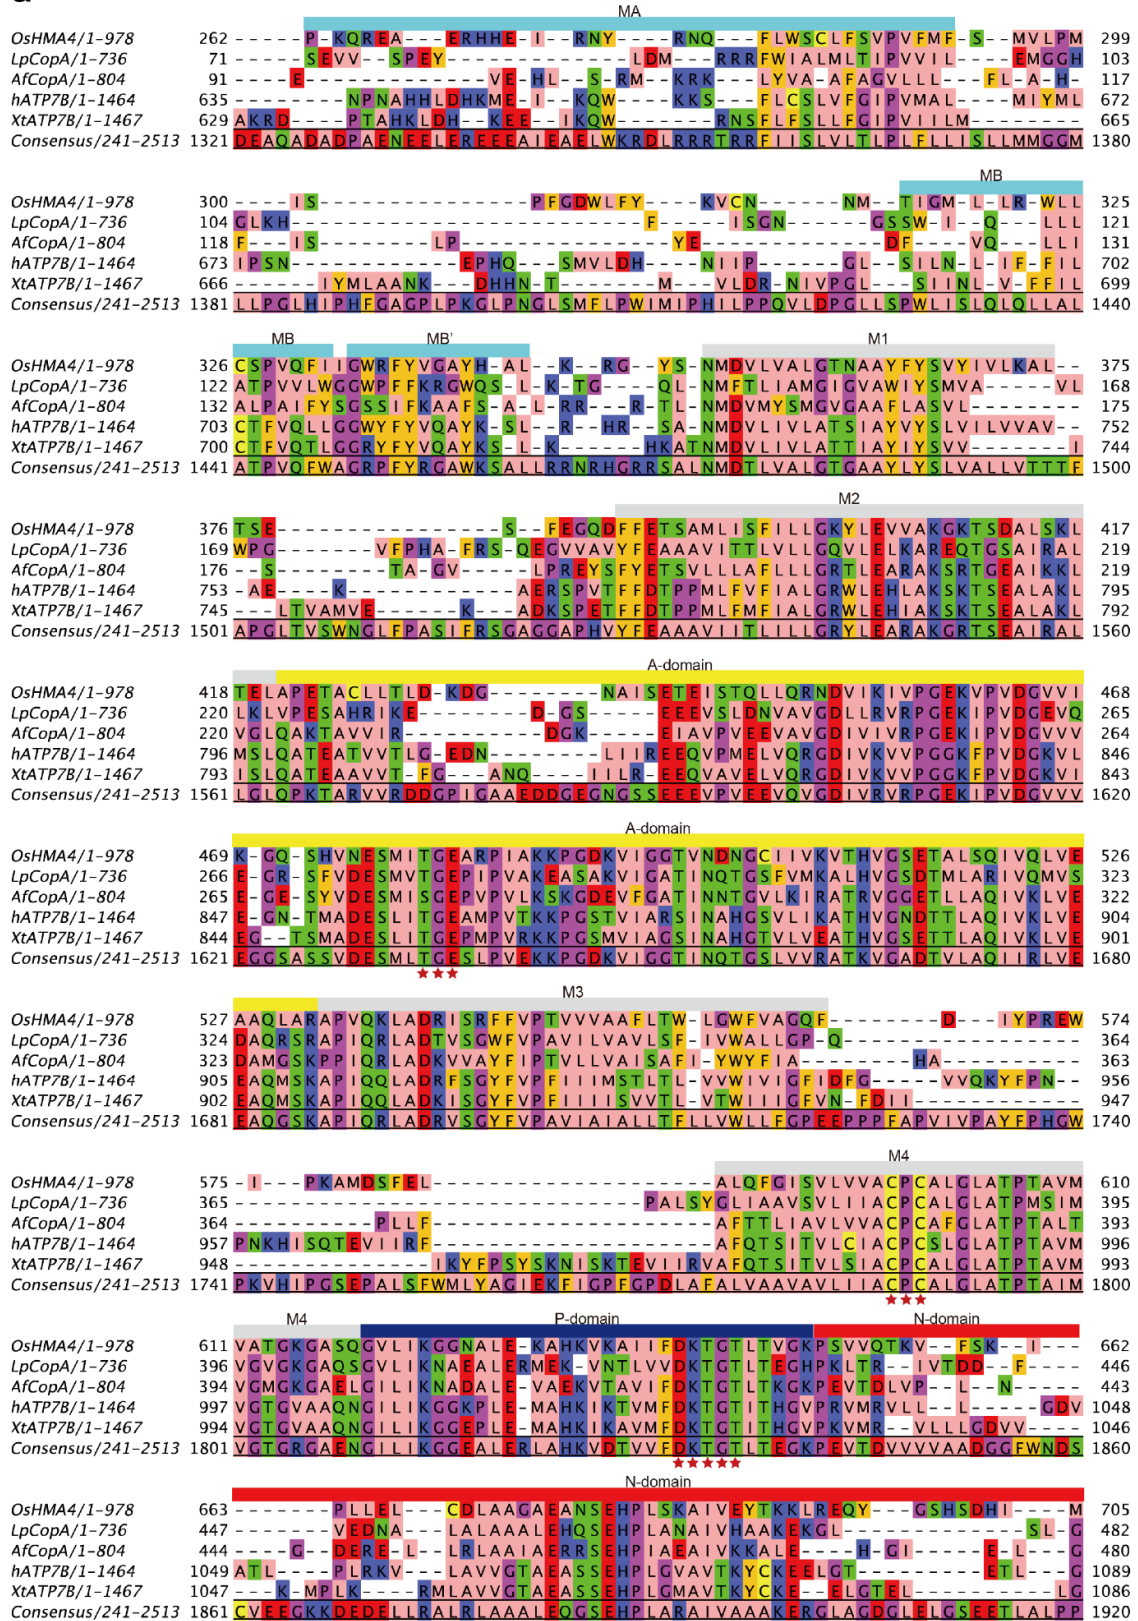 MA
OsHMA4/1-978 262 -----P-KQREA---ERHHE-I--RNY----RNQ---FLWSCLFSVPVFMF-S--MVLPM 299
LpCopA/1-736 71 -----SEVV--SPEY-------------LDM---RRRFWIALMLTIPVVIL----EMGGH 103
AfCopA/1-804 91 ----E-------------VE-HL--S-RM--KRK---LYVA-AFAGVLLL---FL-A-H- 117
hATP7B/1-1464 635 --------NPNAHHLDHKME-I--KQW----KKS---FLCSLVFGIPVMAL---MIYML 672
XtATP7B/1-1467 629 AKRD----PTAHKLDH--KEE--IKQW-------RNSFLFSLLFGIPVIILM-------- 665
Consensus/241-2513 1321 DEAQADADPAENEELEREEEAIEAELWKRDLRRRTRRFIISLVLTLPLFLLISLLMMGGM 1380
MB
OsHMA4/1-978 300 ----IS---------------PFGDWLFY----KVCN------NM--TIGM-L-LR-WLL 325
LpCopA/1-736 104 GLKH-------------------------F-----ISGN------GSSW-I--Q---LLL 121
AfCopA/1-804 118 F---IS--------LP---------------YE-------------DF----VQ---LLI 131
hATP7B/1-1464 673 IPSN------------EPHQ---SMVLDH----NIIP------GL--SILNL-IF-FIL 702
XtATP7B/1-1467 666 ------IYMLAANK---DHHN-T-------M---VLDR-NIVPGL--SIINL-V-FFIL 699
Consensus/241-2513 1381 LLPGLHIPHFGAGPLPKGLPNGLSMFLPWIMIPHILPPQVLDPGLLSPWLISLQLQLLAL 1440
MB MB' M1
OsHMA4/1-978 326 CSPVQFIIGWRFYVGAYH-AL--K--RG--YS-NMDVLVALGTNAAYFYSVYIVLKAL-- 375
LpCopA/1-736 122 ATPVVLWGGWPFFKRGWQS-L-K-TG----QL-NMFTLIAMGIGVAWIYSMVA-----VL 168
AfCopA/1-804 132 ALPAIFYSGSSIFKAAFS-A-L-RR---R-TL-NMDVMYSMGVGAAFLASVL-------- 175
hATP7B/1-1464 703 CTFVQLLGGWYFYVQAYK-SL--R--HR--SA-NMDVLIVLATSIAYVYSLVILVVAV-- 752
XtATP7B/1-1467 700 CTFVQTLGGRYFYVQAYKS-L-K--------HKATNMDVLIVLATTIAYVYSLVV----I 744
Consensus/241-2513 1441 ATPVQFWAGRPFYRGAWKSALLRRNRHGRRSALNMDTLVALGTGAAYLYSLVALLVTTTF 1500
M2
OsHMA4/1-978 376 TSE----------------S--FEGQDFFETSAMLISFILLGKYLEVVAKGKTSDALSKL 417
LpCopA/1-736 169 WPG-------VFPHA-FRS-QEGVVAVYFEAAAVITTLVLLGQVLELKAREQTGSAIRAL 219
AfCopA/1-804 176 --S--------TA-GV-----LPREYSFYETSVLLLAFLLLGRTLEARAKSRTGEAIKKL 219
hATP7B/1-1464 753 -AE----K------------AERSPVTFFDTPPMLFVFIALGRWLEHLAKSKTSEALAKL 795
XtATP7B/1-1467 745 ---LTVAMVE------K---ADKSPETFFDTPPMLFMFIALGRWLEHIAKSKTSEALAKL 792
Consensus/241-2513 1501 APGLTVSWNGLFPASIFRSGAGGAPHVYFEAAAVIITLILLGRYLEARAKGRTSEAIRAL 1560
A-domain
OsHMA4/1-978 418 TELAPETACLLTLD-KDG--------NAISETEISTQLLQRNDVIKIVPGEKVPVDGVVI 468
LpCopA/1-736 220 LKLVPESAHRIKE--------D-GS-----EEEVSLDNVAVGDLLRVRPGEKIPVDGEVQ 265
AfCopA/1-804 220 VGLQAKTAVVIR---------DGK------EIAVPVEEVAVGDIVIVRPGEKIPVDGVVV 264
hATP7B/1-1464 796 MSLQATEATVVTLG-EDN--------LIIREEQVPMELVQRGDIVKVVPGGKFPVDGKVL 846
XtATP7B/1-1467 793 ISLQATEAAVVT-FG---ANQ----IILR-EEQVAVELVQRGDIVKVVPGGKFPVDGKVI 843
Consensus/241-2513 1561 LGLQPKTARVVRDDGPIGAAEDDGEGNGSSEEEVPVEEVQVGDIVRVRPGEKIPVDGVVV 1620
A-domain
OsHMA4/1-978 469 K-GQ-SHVNESMITGEARPIAKKPGDKVIGGTVNDNGCIIVKVTHVGSETALSQIVQLVE 526
LpCopA/1-736 266 E-GR-SFVDESMVTGEPIPVAKEASAKVIGATINQTGSFVMKALHVGSDTMLARIVQMVS 323
AfCopA/1-804 265 E-GE-SYVDESMISGEPVPVLKSKGDEVFGATINNTGVLKIRATRVGGETLLAQIVKLVE 322
hATP7B/1-1464 847 E-GN-TMADESLITGEAMPVTKKPGSTVIARSINAHGSVLIKATHVGNDTTLAQIVKLVE 904
XtATP7B/1-1467 844 EG--TSMADESLITGEPMPVRKKPGSMVIAGSINAHGTVLVEATHVGSETTLAQIVKLVE 901
Consensus/241-2513 1621 EGGSASSVDESMLTGESLPVEKKPGDKVIGGTINQTGSLVVRATKVGADTVLAQIIRLVE 1680
M3
OsHMA4/1-978 527 AAQLARAPVQKLADRISRFFVPTVVVAAFLTW-LGWFVAGQF--------D---IYPREW 574
LpCopA/1-736 324 DAQRSRAPIQRLADTVSGWFVPAVILVAVLSF-IVWALLGP-Q----------------- 364
AfCopA/1-804 323 DAMGSKPPIQRLADKVVAYFIPTVLLVAISAFI-YWYFIA--------HA---------- 363
hATP7B/1-1464 905 EAQMSKAPIQQLADRFSGYFVPFIIIMSTLTL-VVWIVIGFIDFG-----VVQKYFPN-- 956
XtATP7B/1-1467 902 EAQMSKAPIQQLADKISGYFVPFIIIISVVTL-VTWIIIGFVN-FDII------------ 947
Consensus/241-2513 1681 EAQGSKAPIQRLADRVSGYFVPAVIAIALLTFLLVWLLFGPEEPPPFAPVIVPAYFPHGW 1740
M4
OsHMA4/1-978 575 -I---PKAMDSFEL--------------------ALQFGISVLVVACPCALGLATPTAVM 610
LpCopA/1-736 365 -----------------------------PALSYGLAAAVSVLIIACPCALGLATPMSIM 395
AfCopA/1-804 364 ----------PLLF--------------------AFTTLIAVLVVACPCAFGLATPTALT 393
hATP7B/1-1464 957 PNKHISQTEVIIRF--------------------AFQTSITVLCIACPCSLGLATPTAVM 996
XtATP7B/1-1467 948 --------------IKYFPSYSKNISKTEVIIRVAFQTSITVLSIACPCALGLATPTAVM 993
Consensus/241-2513 1741 PKVHIPGSEPALSFWMLYAGIEKFIGPFGPDLAFALVAAVAVLLIACPCALGLATPTAIM 1800
M4 P-domain N-domain
OsHMA4/1-978 611 VATGKGASQGVLIKGGNALE-KAHKVKAIIFDKTGTLTVGKPSVVQTKV--FSK--I--- 662
LpCopA/1-736 396 VGVGKGAQSGVLIKNAEALERMEK-VNTLVVDKTGTLTEGHPKLTR--IVTDD--F---- 446
AfCopA/1-804 394 VGMGKGAELGILIKNADALE-VAEKVTAVIFDKTGTLTKGKPEVTDLVP--L--N----- 443
hATP7B/1-1464 997 VGTGVAAQNGILIKGGKPLE-MAHKIKTVMFDKTGTITHGVPRVMRVLL--L-----GDV 1048
XtATP7B/1-1467 994 VGTGVAAQNGILIKGGEPLE-MAHKIKAVMFDKTGTITHGVPKVMR--VLLLGDVV---- 1046
Consensus/241-2513 1801 VGTGRGAENGILIKGGEALERLAHKVDTVVFDKTGTLTEGKPEVTDVVVVAADGGFWNDS 1860
N-domain
OsHMA4/1-978 663 -------PLLEL---CDLAAGAEANSEHPLSKAIVEYTKKLREQY---GSHSDHI----M 705
LpCopA/1-736 447 -------VEDNA---LALAAALEHQSEHPLANAIVHAAKEKGL-------------SL-G 482
AfCopA/1-804 444 ----G--DERE-L--LRLAAIAERRSEHPIAEAIVKKALE----H-GI-----E-L---G 480
hATP7B/1-1464 1049 ATL----PLRKV---LAVVGTAEASSEHPLGVAVTKYCKEELGT---------ETL---G 1089
XtATP7B/1-1467 1047 ---K-MPLK---RMLAVVGTAEASSEHPLGMAVTKYCKE--ELGTEL----------LG 1086
Consensus/241-2513 1861 CVEEGKKDEDELLRALRLAAALEQGSEHPLARAIVAAAKERGLAGDGLELGSEETLALPP 1920